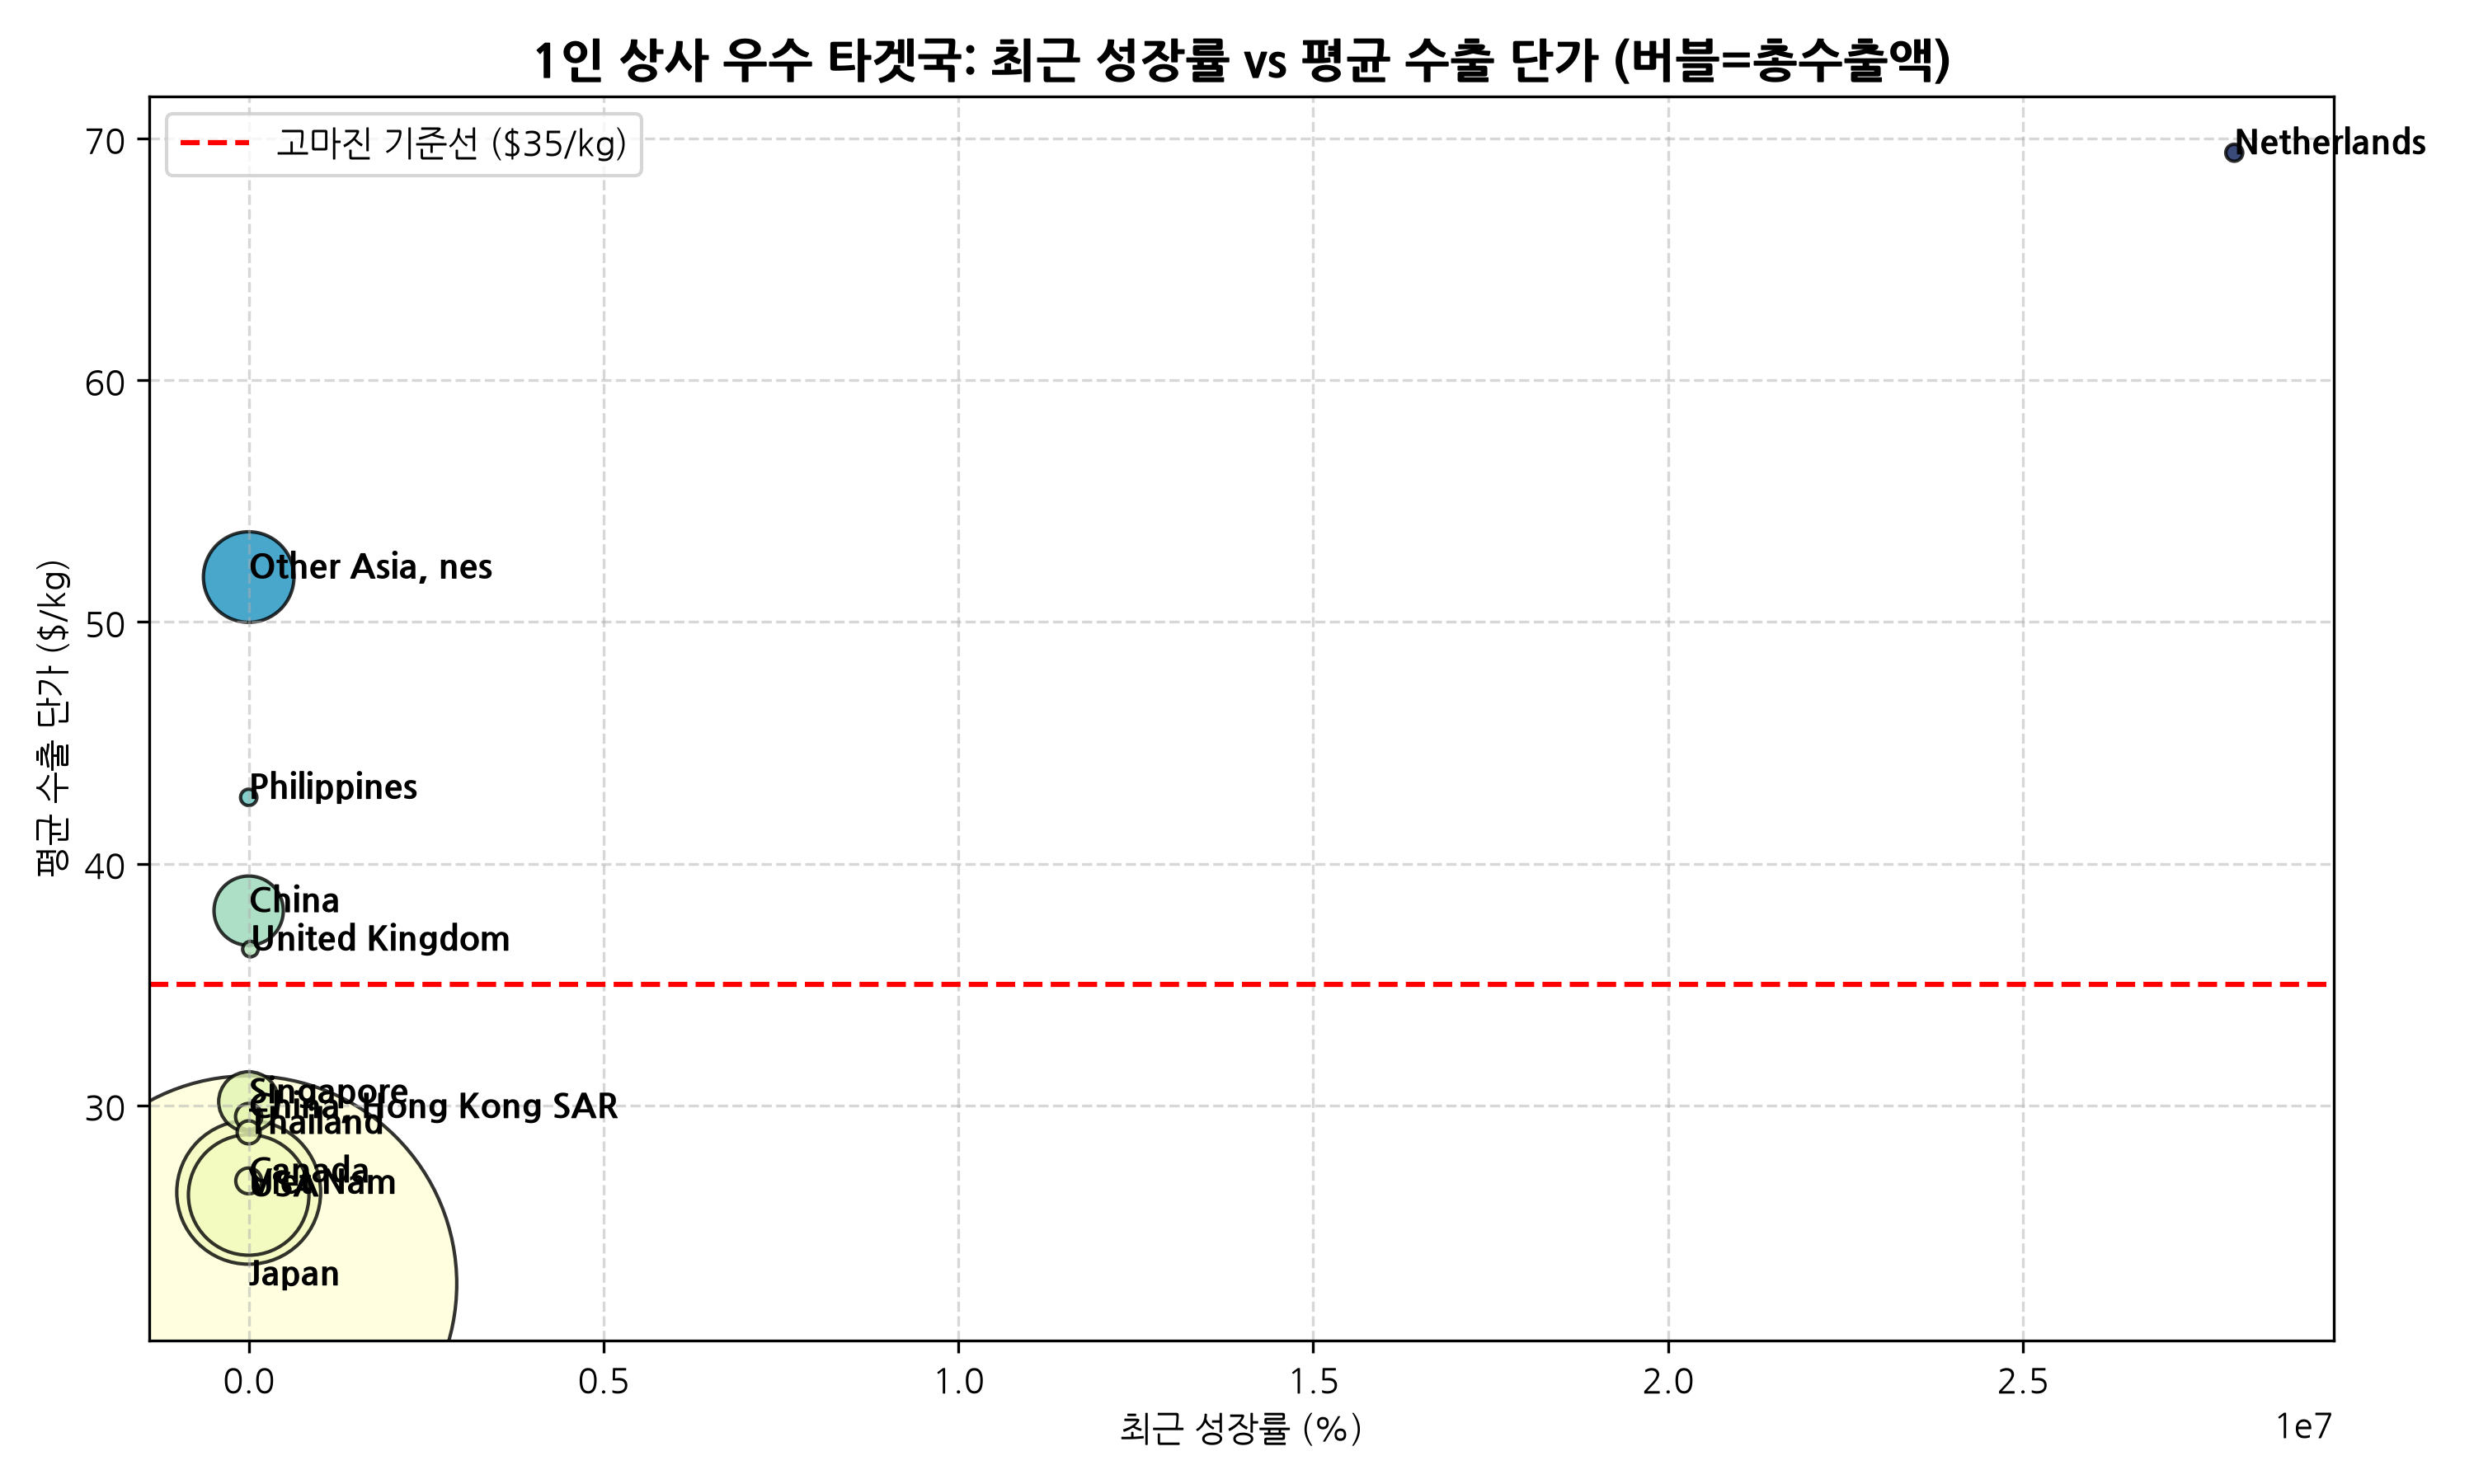 1인 상사 우수 타겟국: 최근 성장률 vs 평균 수출 단가 (버블=총수출액)
고마진 기준선 ($35/kg)
평균 수출 단가 ($/kg)
70
60
50
40
30
Netherlands
Other Asia, nes
Philippines
China
United Kingdom
Singapore
China, Hong Kong SAR
Thailand
Canada
Viet Nam
USA
Japan
0.0
0.5
1.0
1.5
2.0
2.5
1e7
최근 성장률 (%)